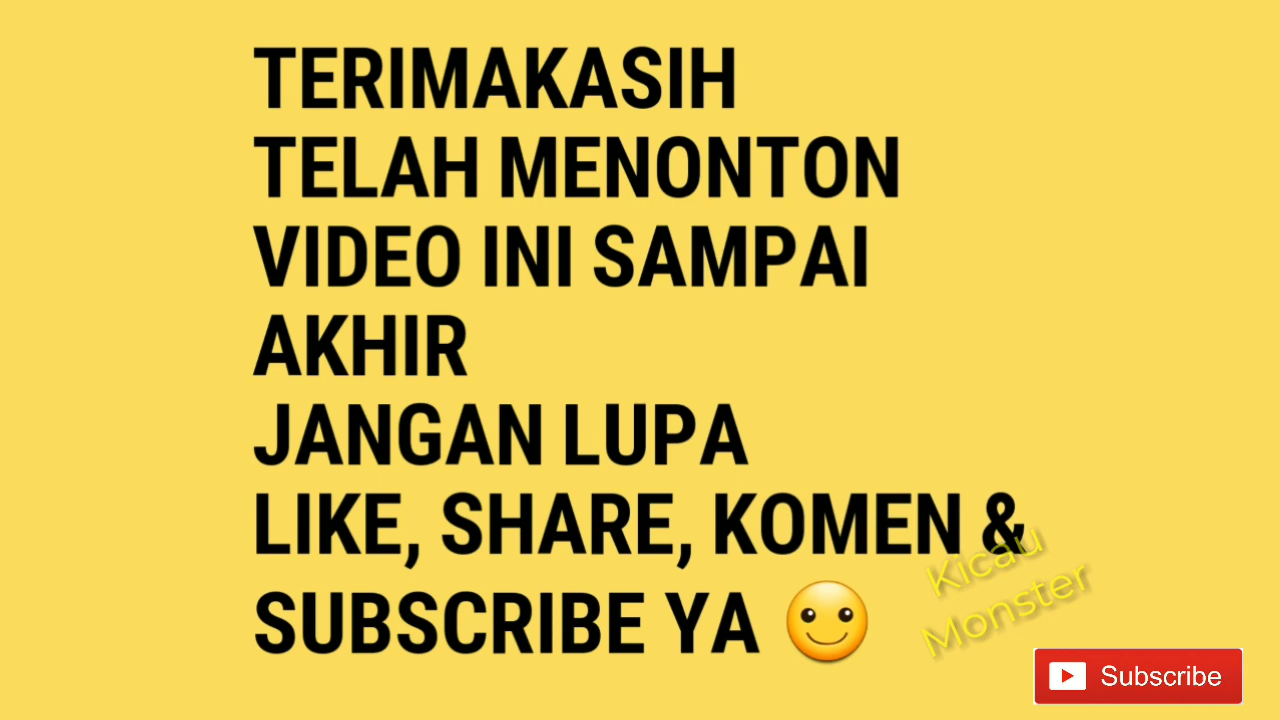 TERIMAKASIH
TELAH MENONTON
VIDEO INI SAMPAI
AKHIR
JANGAN LUPA
LIKE, SHARE, KOMEN &
SUBSCRIBE YA 🙂
Kicau
Monster
Subscribe